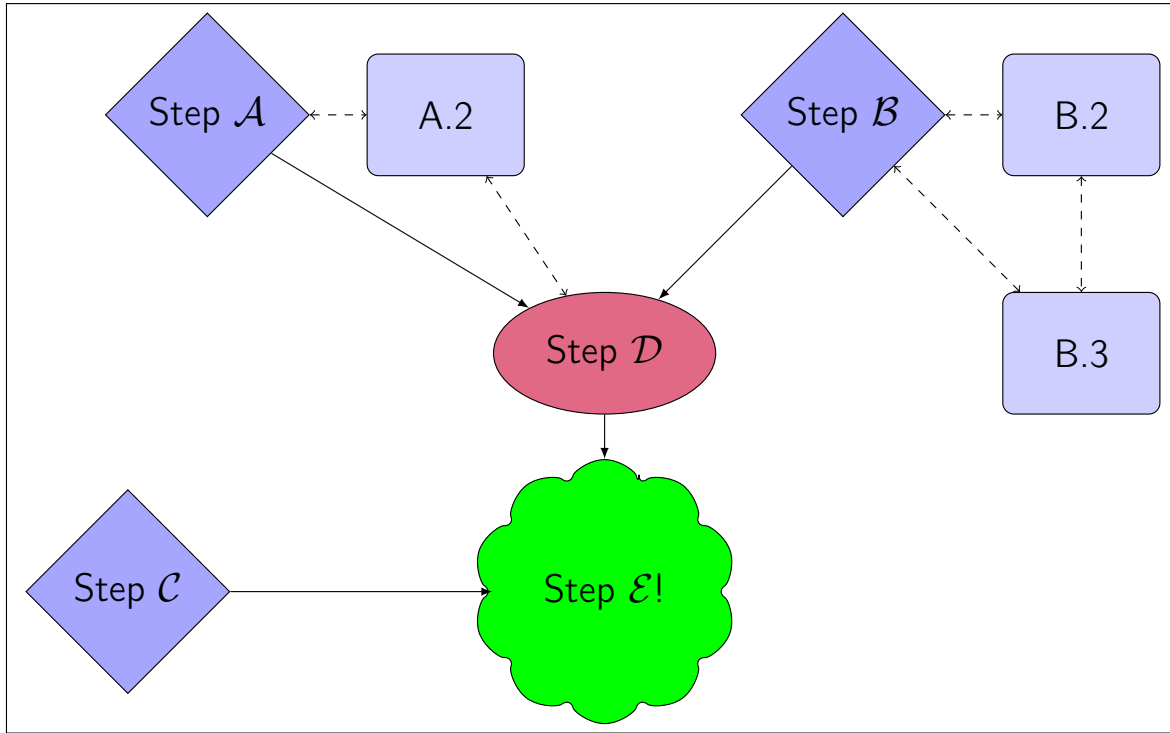 Step 𝒜
A.2
Step ℬ
B.2
Step 𝒟
B.3
Step 𝒞
Step ℰ!